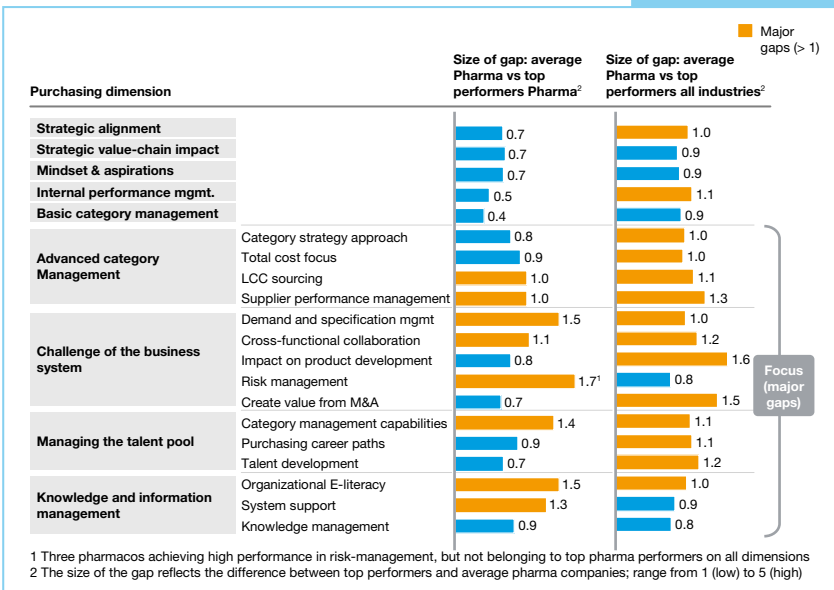 Major
gaps (> 1)
Purchasing dimension
Size of gap: average
Pharma vs top
performers Pharma²
Size of gap: average
Pharma vs top
performers all industries²
Strategic alignment 0.7 1.0
Strategic value-chain impact 0.7 0.9
Mindset & aspirations 0.7 0.9
Internal performance mgmt. 0.5 1.1
Basic category management 0.4 0.9
Advanced category
Management
Category strategy approach 0.8 1.0
Total cost focus 0.9 1.0
LCC sourcing 1.0 1.1
Supplier performance management 1.0 1.3
Challenge of the business
system
Demand and specification mgmt 1.5 1.0
Cross-functional collaboration 1.1 1.2
Impact on product development 0.8 1.6
Risk management 1.7¹ 0.8
Create value from M&A 0.7 1.5
Managing the talent pool
Category management capabilities 1.4 1.1
Purchasing career paths 0.9 1.1
Talent development 0.7 1.2
Knowledge and information
management
Organizational E-literacy 1.5 1.0
System support 1.3 0.9
Knowledge management 0.9 0.8
Focus
(major
gaps)
1 Three pharmacos achieving high performance in risk-management, but not belonging to top pharma performers on all dimensions
2 The size of the gap reflects the difference between top performers and average pharma companies; range from 1 (low) to 5 (high)